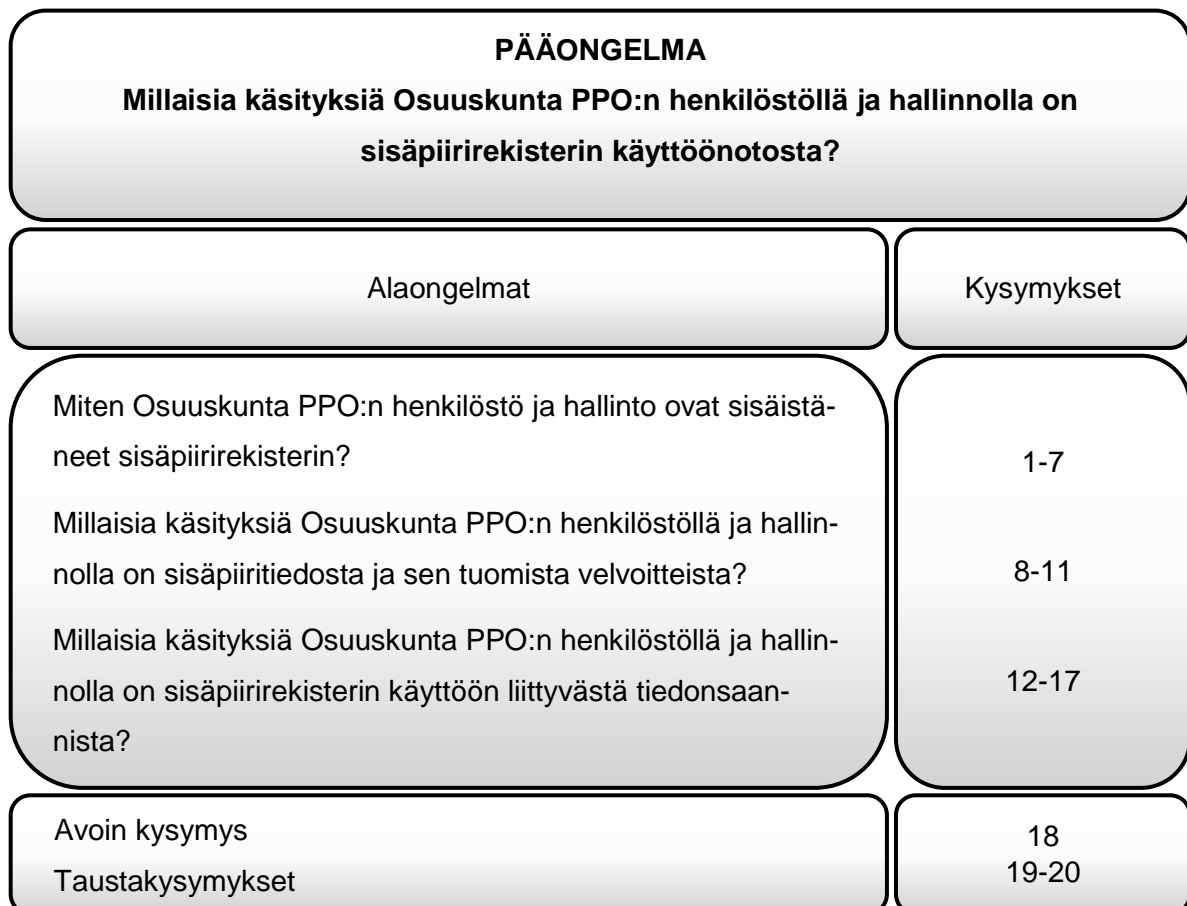 PÄÄONGELMA
Millaisia käsityksiä Osuuskunta PPO:n henkilöstöllä ja hallinnolla on
sisäpiirirekisterin käyttöönotosta?
Alaongelmat
Kysymykset
Miten Osuuskunta PPO:n henkilöstö ja hallinto ovat sisäistä-
neet sisäpiirirekisterin?
1-7
Millaisia käsityksiä Osuuskunta PPO:n henkilöstöllä ja hallin-
nolla on sisäpiiritiedosta ja sen tuomista velvoitteista?
8-11
Millaisia käsityksiä Osuuskunta PPO:n henkilöstöllä ja hallin-
nolla on sisäpiirirekisterin käyttöön liittyvästä tiedonsaan-
nista?
12-17
Avoin kysymys
18
Taustakysymykset
19-20